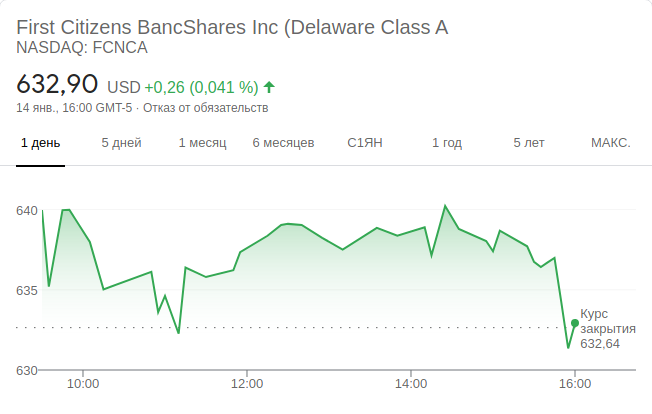 First Citizens BancShares Inc (Delaware Class A
NASDAQ: FCNCA
632,90 USD +0,26 (0,041 %)
14 янв., 16:00 GMT-5 · Отказ от обязательств
1 день 5 дней 1 месяц 6 месяцев С1ЯН 1 год 5 лет МАКС.
640
635
Курс
закрытия
632,64
630
10:00 12:00 14:00 16:00